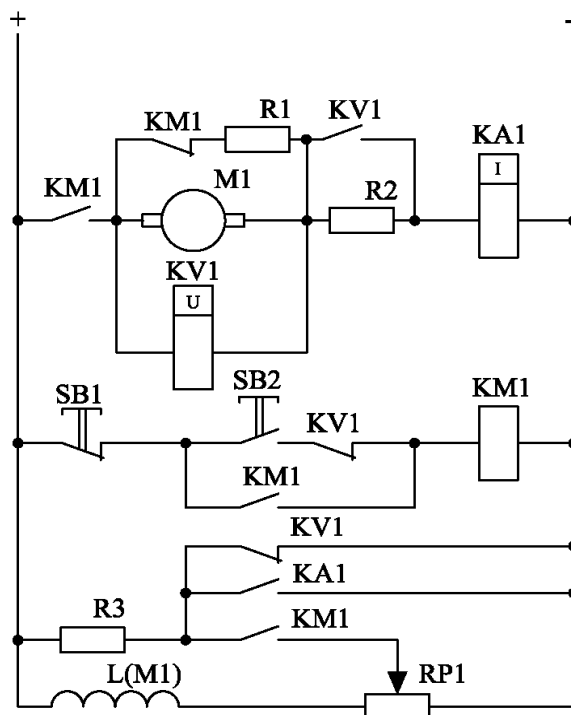 + -
R1 KV1
KM1 KA1
M1 I
KM1 R2
KV1
U
SB1 SB2 KM1
KV1
KM1
KV1
KA1
R3 KM1
L(M1) RP1